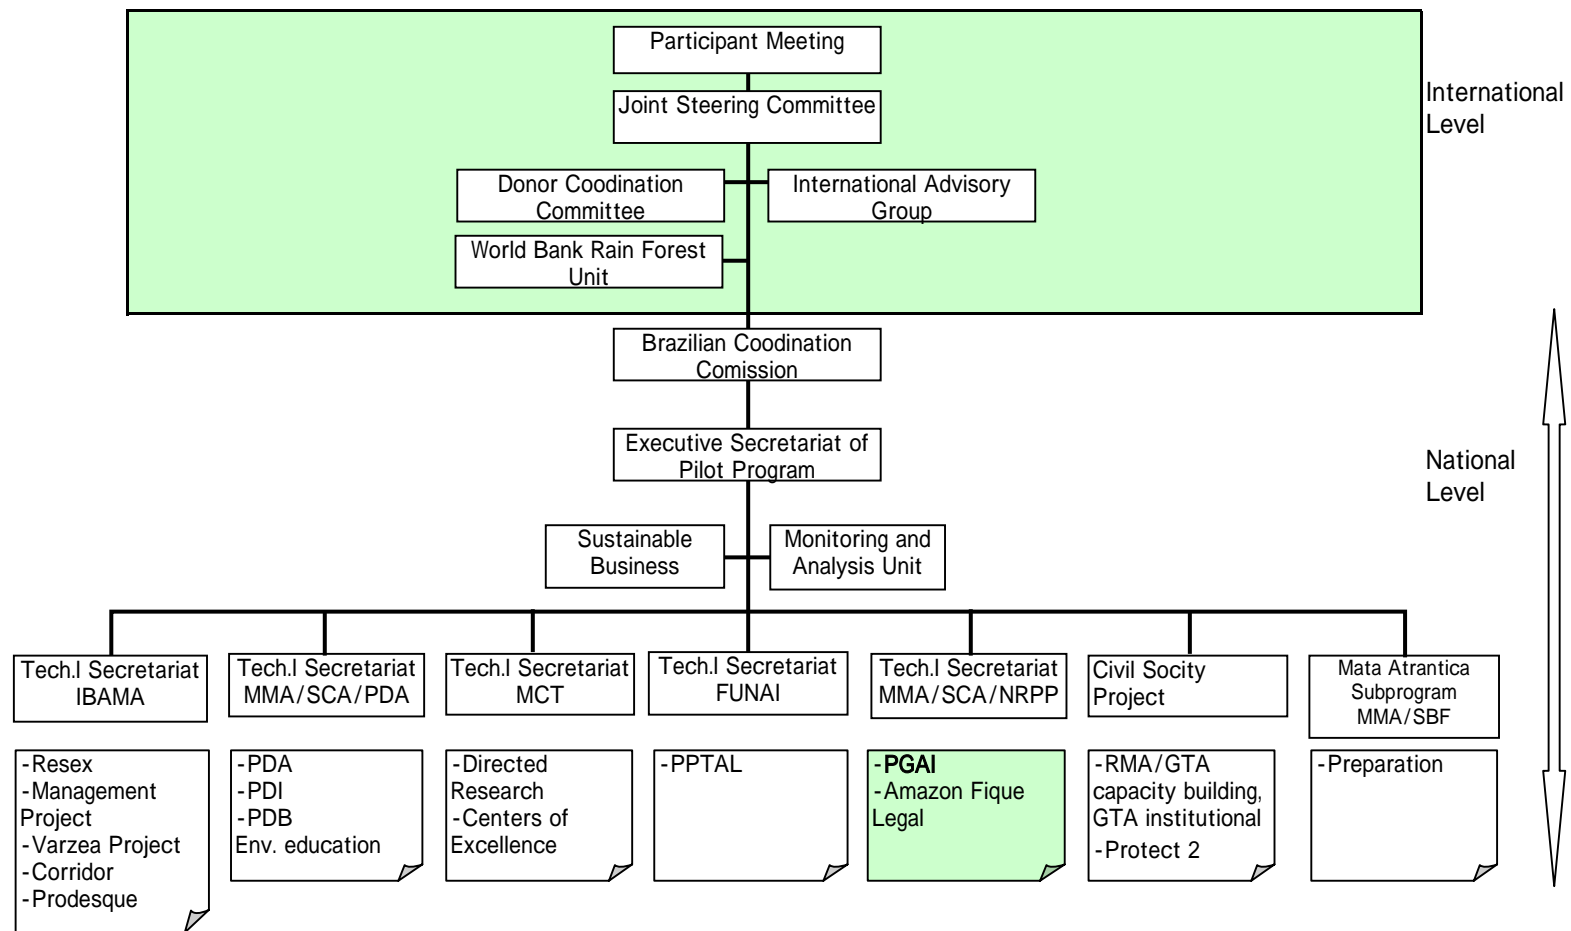 Participant Meeting
Joint Steering Committee
International
Level
Donor Coodination
Committee
International Advisory
Group
World Bank Rain Forest
Unit
Brazilian Coodination
Comission
Executive Secretariat of
Pilot Program
National
Level
Sustainable
Business
Monitoring and
Analysis Unit
Tech.l Secretariat
IBAMA
Tech.l Secretariat
MMA/SCA/PDA
Tech.l Secretariat
MCT
Tech.l Secretariat
FUNAI
Tech.l Secretariat
MMA/SCA/NRPP
Civil Socity
Project
Mata Atrantica
Subprogram
MMA/SBF
-Resex
-Management
Project
-Varzea Project
-Corridor
-Prodesque
-PDA
-PDI
-PDB
Env. education
-Directed
Research
-Centers of
Excellence
-PPTAL
-PGAI
-Amazon Fique
Legal
-RMA/GTA
capacity building,
GTA institutional
-Protect 2
-Preparation